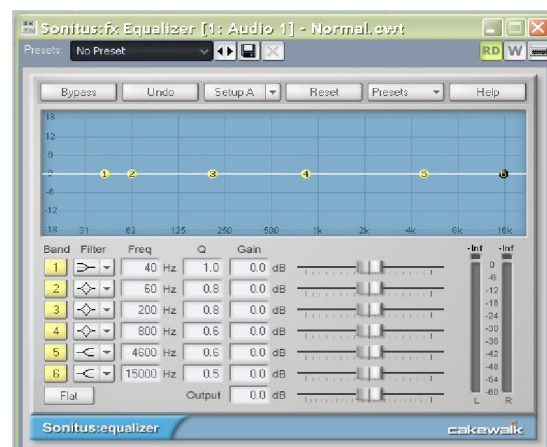 Sonitus:fx Equalizer [1: Audio 1] - Normal.cwt
Presets: No Preset RD W
Bypass Undo Setup A Reset Presets Help
18
12
6
0
-6
-12
-18 31 62 125 250 500 1k 2k 4k 8k 16k
1 2 3 4 5 6
Band Filter Freq Q Gain -Inf -Inf
1 40 Hz 1.0 0.0 dB
2 60 Hz 0.8 0.0 dB
3 200 Hz 0.8 0.0 dB
4 800 Hz 0.6 0.0 dB
5 4600 Hz 0.6 0.0 dB
6 15000 Hz 0.5 0.0 dB
Flat Output 0.0 dB
0
-6
-12
-18
-24
-30
-36
-42
-48
-54
-60
L R
Sonitus:equalizer cakewalk